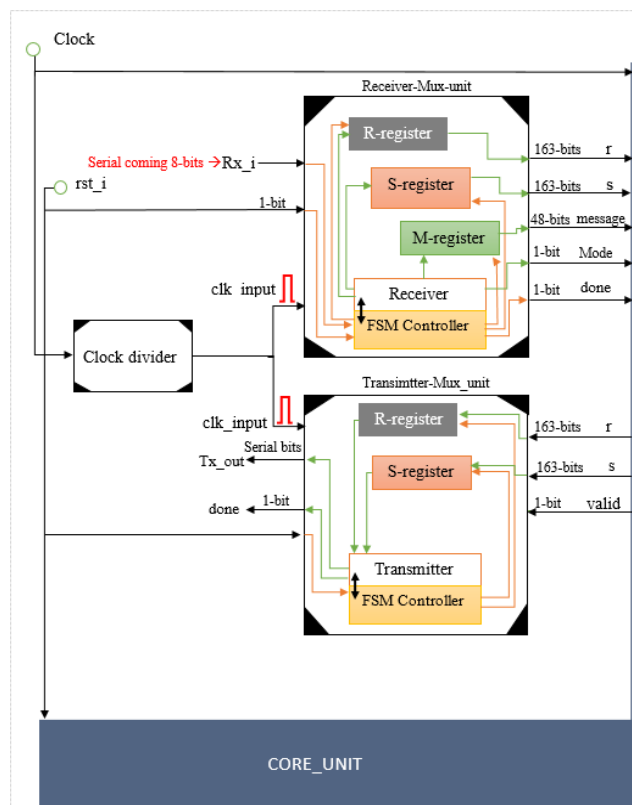 Clock
Receiver-Mux-unit
R-register
163-bits r
Serial coming 8-bits → Rx_i
rst_i
S-register
163-bits s
1-bit
48-bits message
M-register
1-bit Mode
clk_input
Receiver
1-bit done
FSM Controller
Clock divider
Transimtter-Mux_unit
clk_input
R-register
163-bits r
Serial bits
Tx_out
S-register
163-bits s
1-bit
done
1-bit valid
Transmitter
FSM Controller
CORE_UNIT